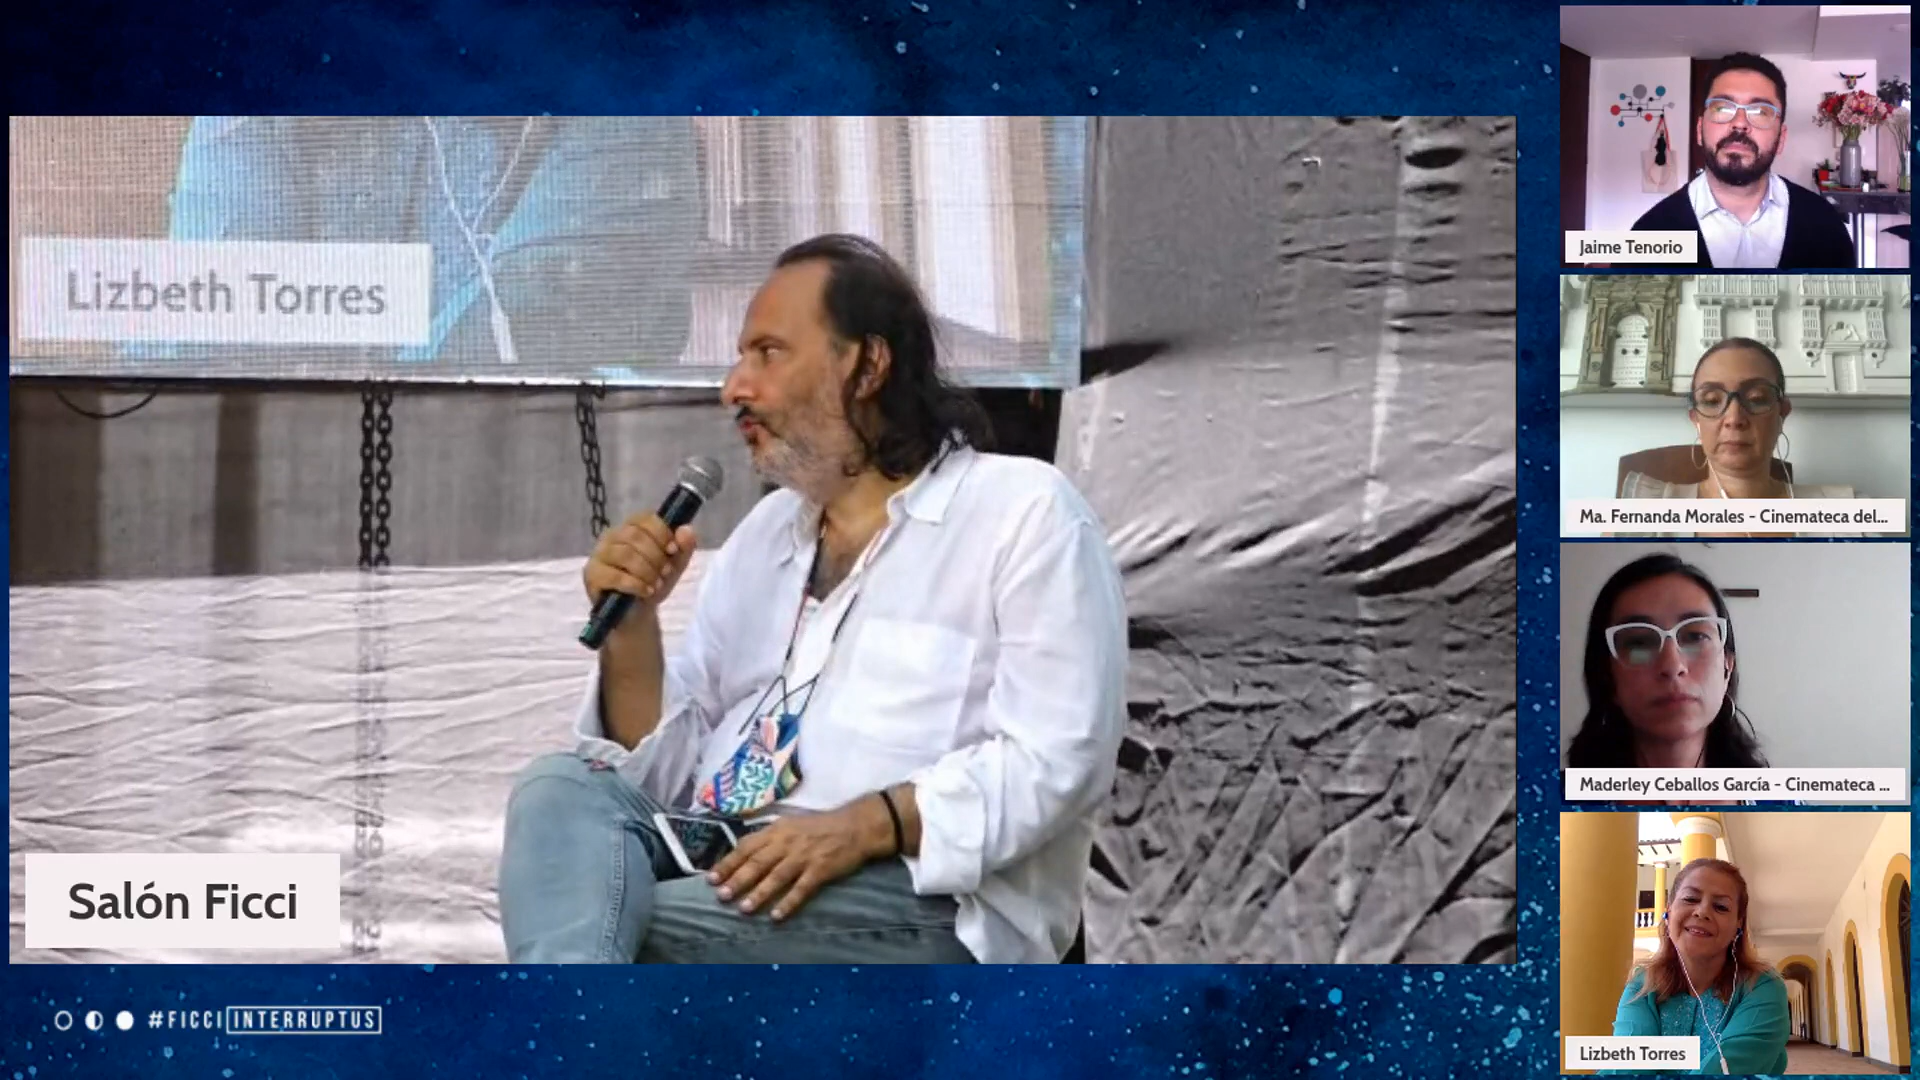 Lizbeth Torres
Salón Ficci
#FICCI INTERRUPTUS
Jaime Tenorio
Ma. Fernanda Morales - Cinemateca del...
Maderley Ceballos García - Cinemateca ...
Lizbeth Torres